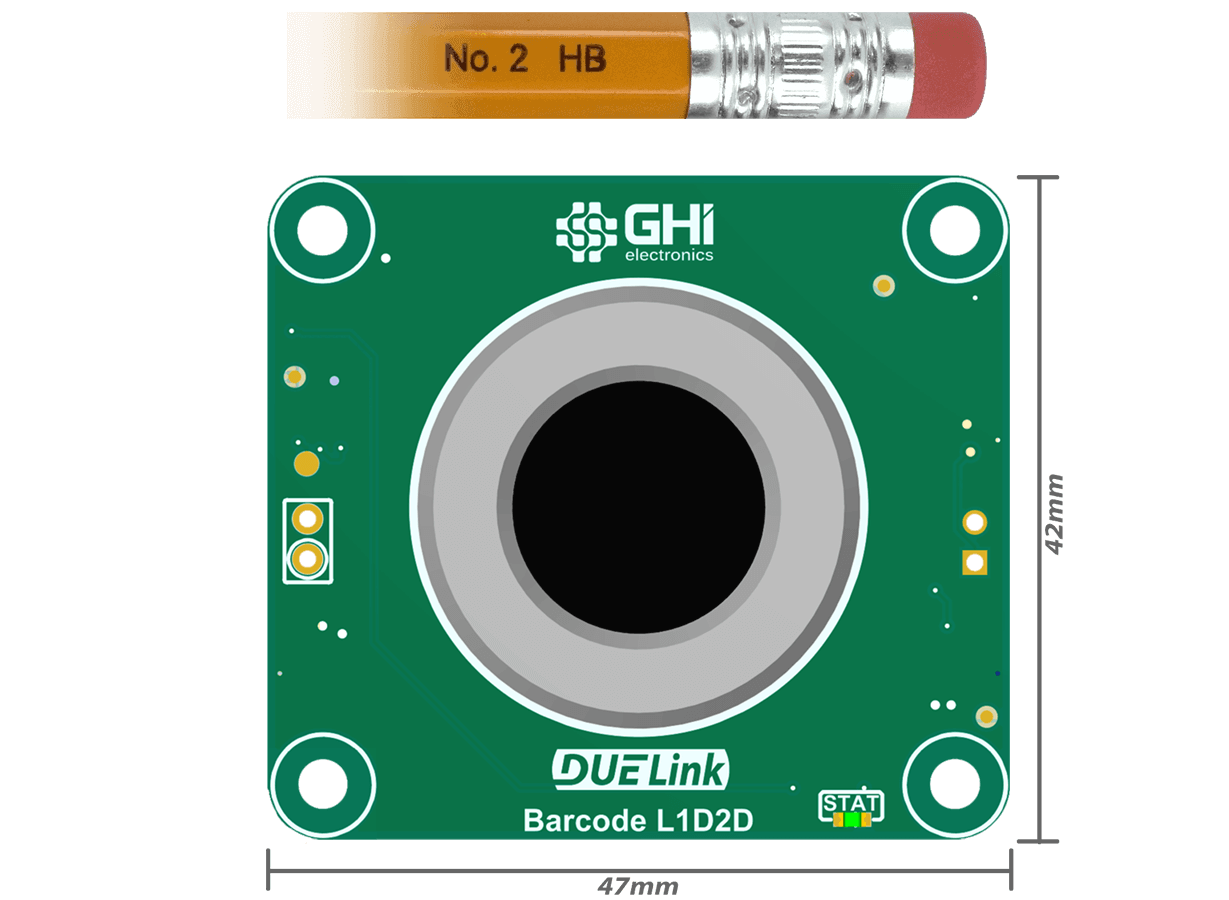 No. 2 HB
GHI
electronics
42mm
DUELink
Barcode L1D2D
STAT
47mm